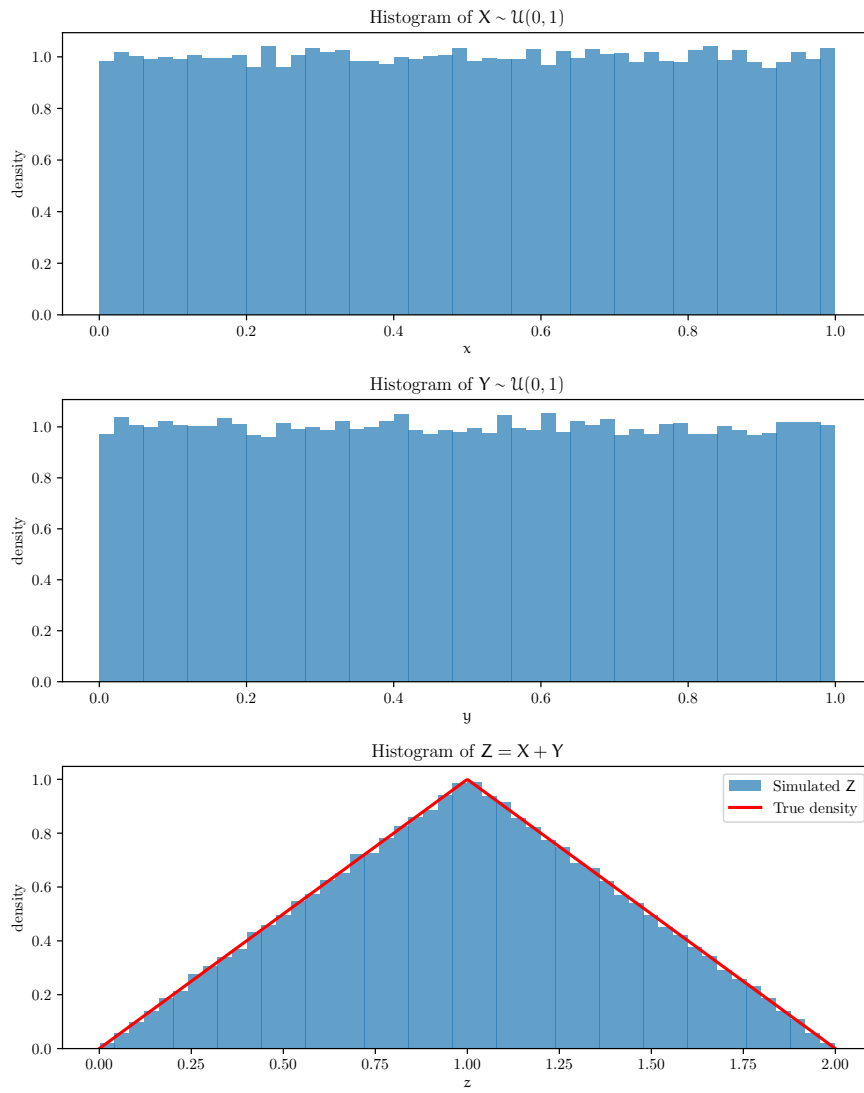 Histogram of X ∼ 𝒰(0, 1)
1.0
0.8
0.6
0.4
0.2
0.0
density
0.0 0.2 0.4 0.6 0.8 1.0
x
Histogram of Y ∼ 𝒰(0, 1)
1.0
0.8
0.6
0.4
0.2
0.0
density
0.0 0.2 0.4 0.6 0.8 1.0
y
Histogram of Z = X + Y
1.0
0.8
0.6
0.4
0.2
0.0
density
Simulated Z
True density
0.00 0.25 0.50 0.75 1.00 1.25 1.50 1.75 2.00
z